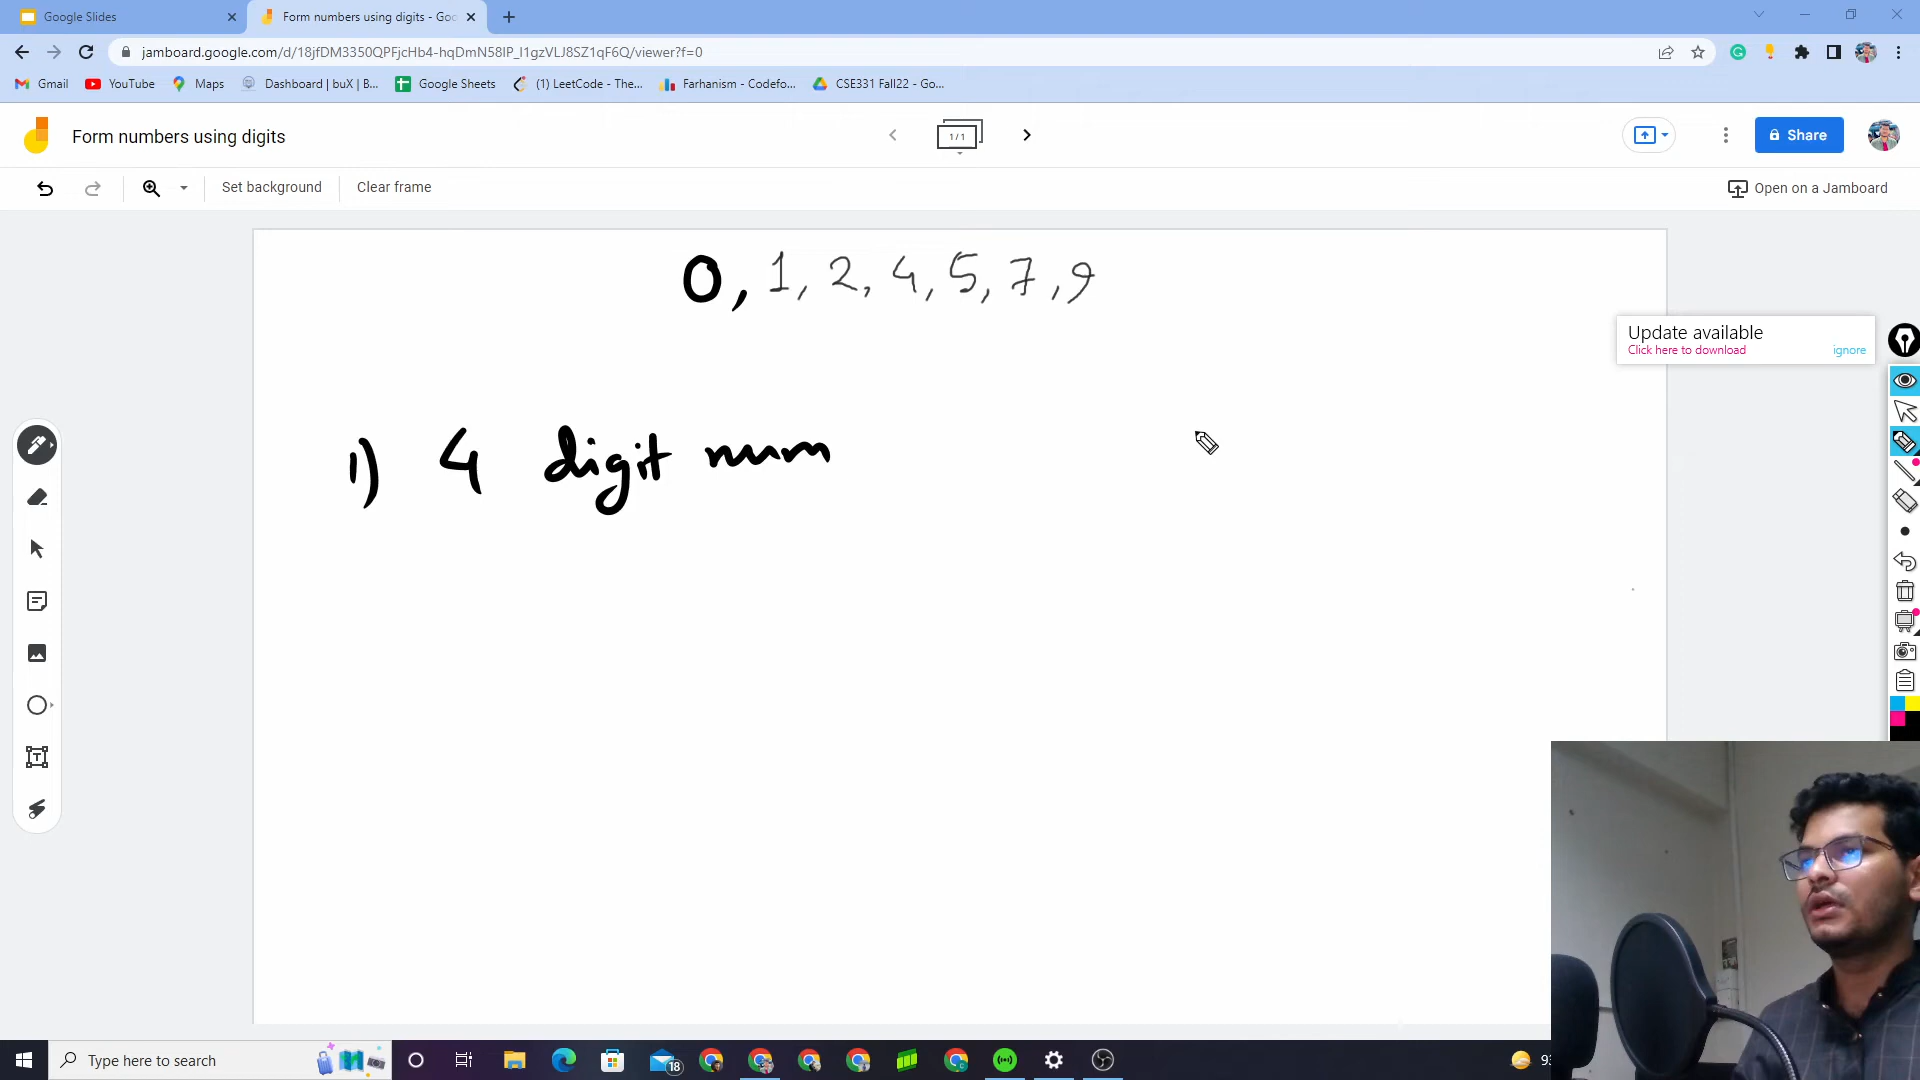 Google Slides
Form numbers using digits - Goo
jamboard.google.com/d/18jfDM3350QPFjcHb4-hqDmN58IP_I1gzVLJ8SZ1qF6Q/viewer?f=0
Gmail YouTube Maps Dashboard | buX | B... Google Sheets (1) LeetCode - The... Farhanism - Codefo... CSE331 Fall22 - Go...
Form numbers using digits
1 / 1
Share
Set background Clear frame
Open on a Jamboard
0, 1, 2, 4, 5, 7, 9
Update available
Click here to download ignore
1) 4 digit num
Type here to search
18